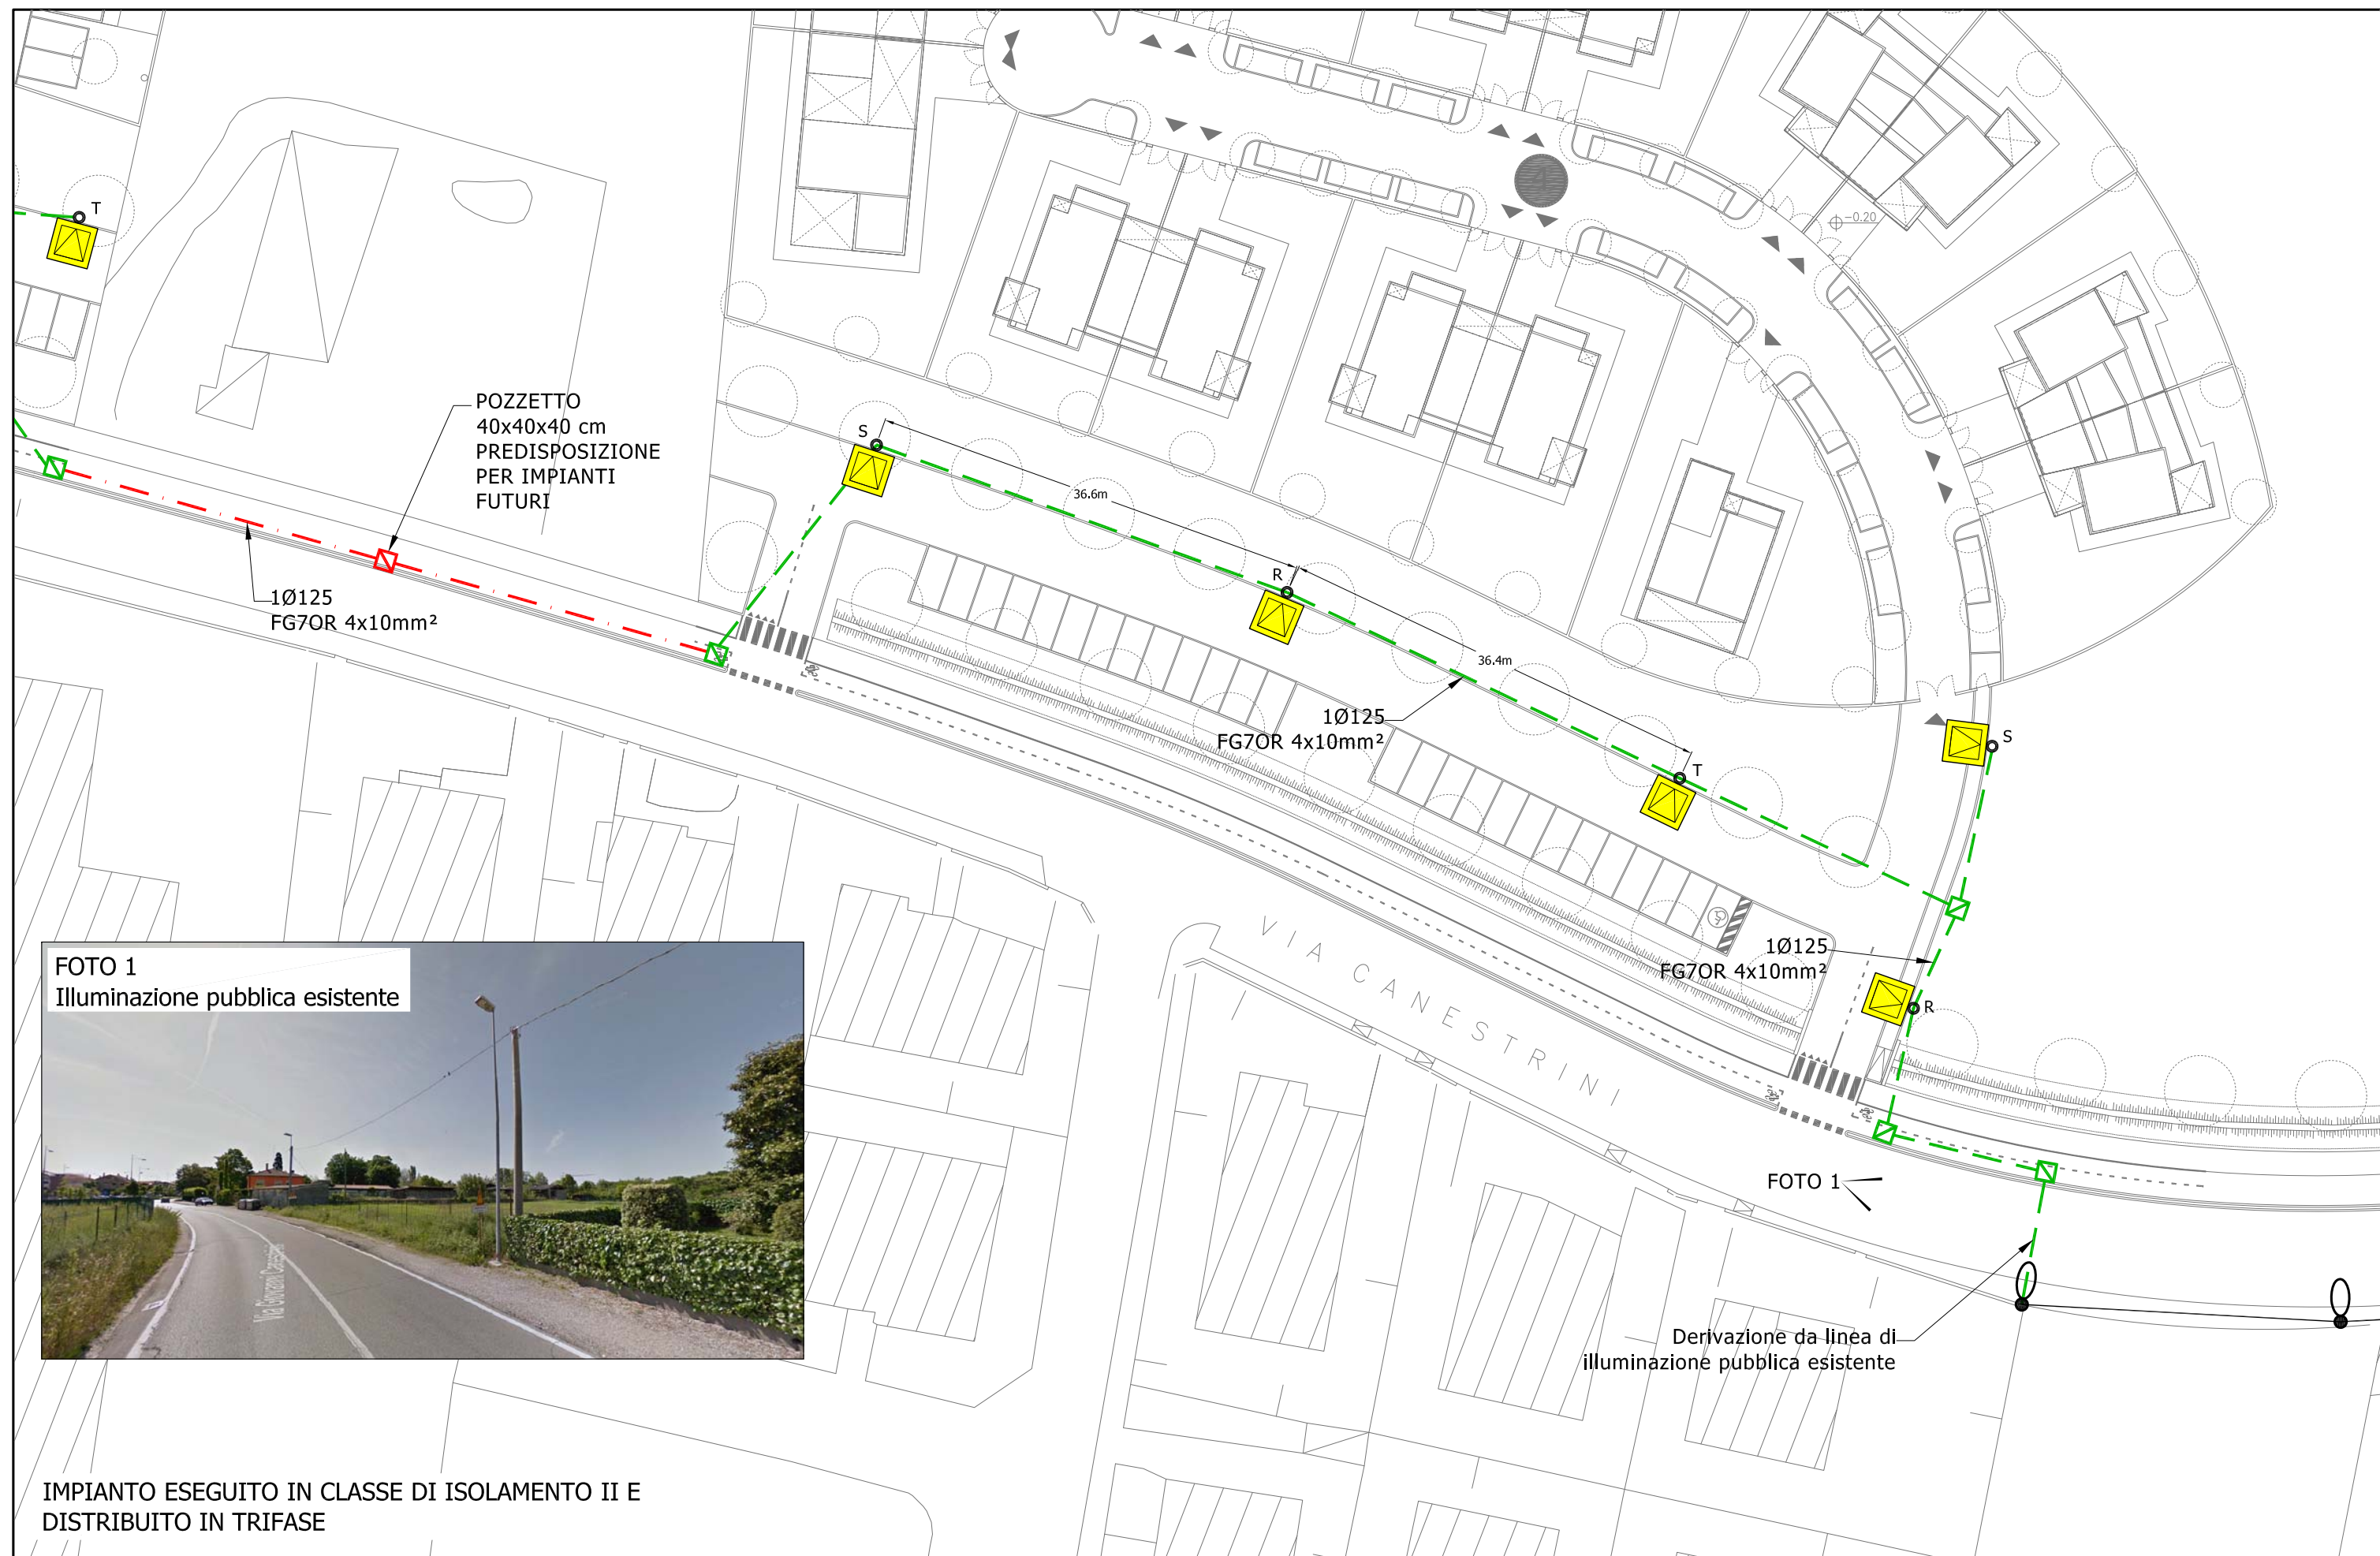 T
-0.20
POZZETTO
40x40x40 cm
PREDISPOSIZIONE
PER IMPIANTI
FUTURI
S
36.6m
R
1Ø125
FG7OR 4x10mm²
36.4m
1Ø125
FG7OR 4x10mm²
T
S
1Ø125
FG7OR 4x10mm²
R
VIA CANESTRINI
FOTO 1
Illuminazione pubblica esistente
FOTO 1
Derivazione da linea di
illuminazione pubblica esistente
IMPIANTO ESEGUITO IN CLASSE DI ISOLAMENTO II E
DISTRIBUITO IN TRIFASE